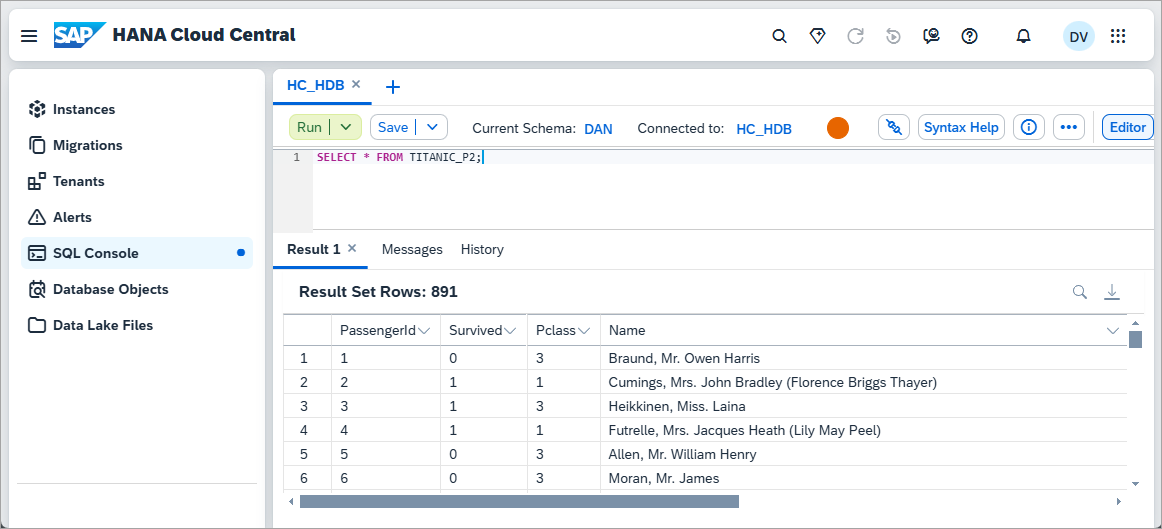 SAP HANA Cloud Central
DV
Instances
Migrations
Tenants
Alerts
SQL Console
Database Objects
Data Lake Files
HC_HDB
Run Save Current Schema: DAN Connected to: HC_HDB Syntax Help Editor
1 SELECT * FROM TITANIC_P2;
Result 1 Messages History
Result Set Rows: 891
PassengerId Survived Pclass Name
1 1 0 3 Braund, Mr. Owen Harris
2 2 1 1 Cumings, Mrs. John Bradley (Florence Briggs Thayer)
3 3 1 3 Heikkinen, Miss. Laina
4 4 1 1 Futrelle, Mrs. Jacques Heath (Lily May Peel)
5 5 0 3 Allen, Mr. William Henry
6 6 0 3 Moran, Mr. James